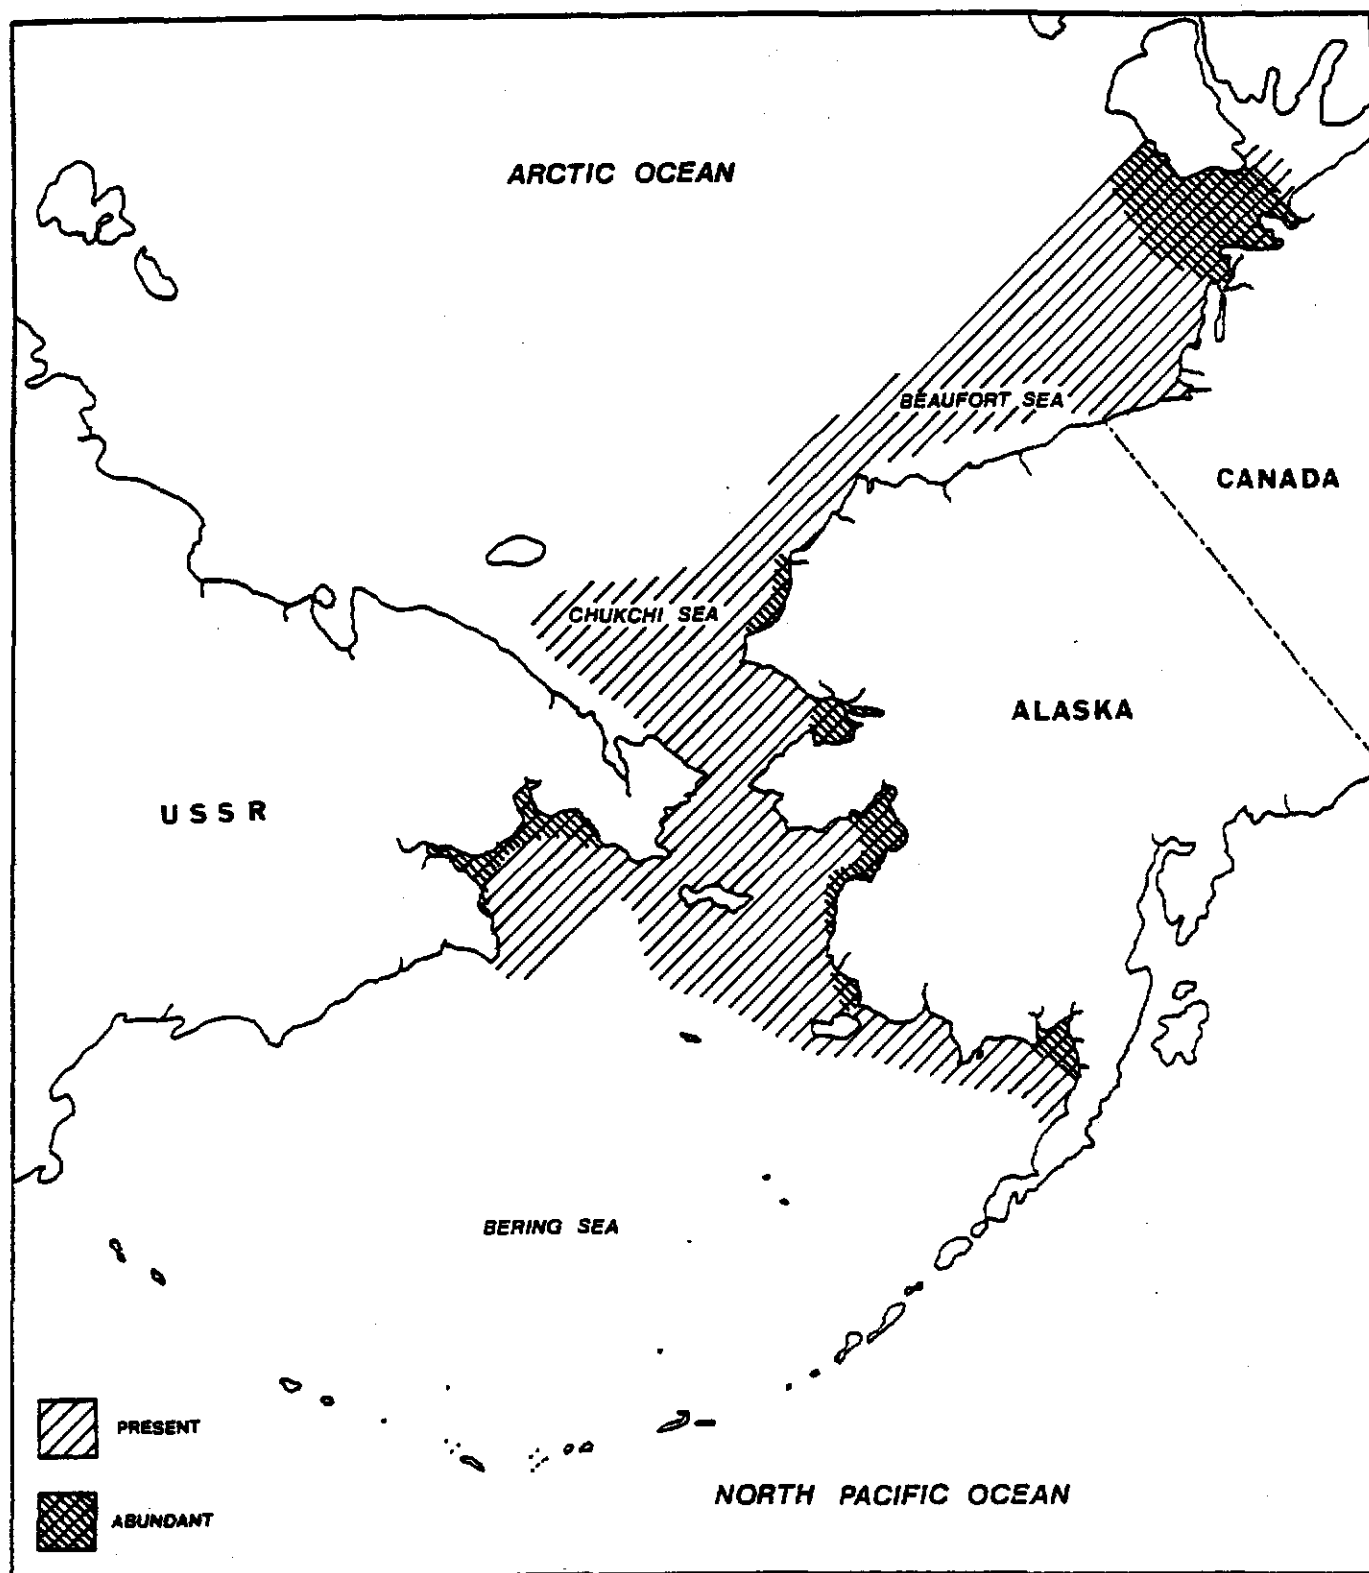 ARCTIC OCEAN
BEAUFORT SEA
CANADA
CHUKCHI SEA
ALASKA
USSR
BERING SEA
PRESENT
NORTH PACIFIC OCEAN
ABUNDANT